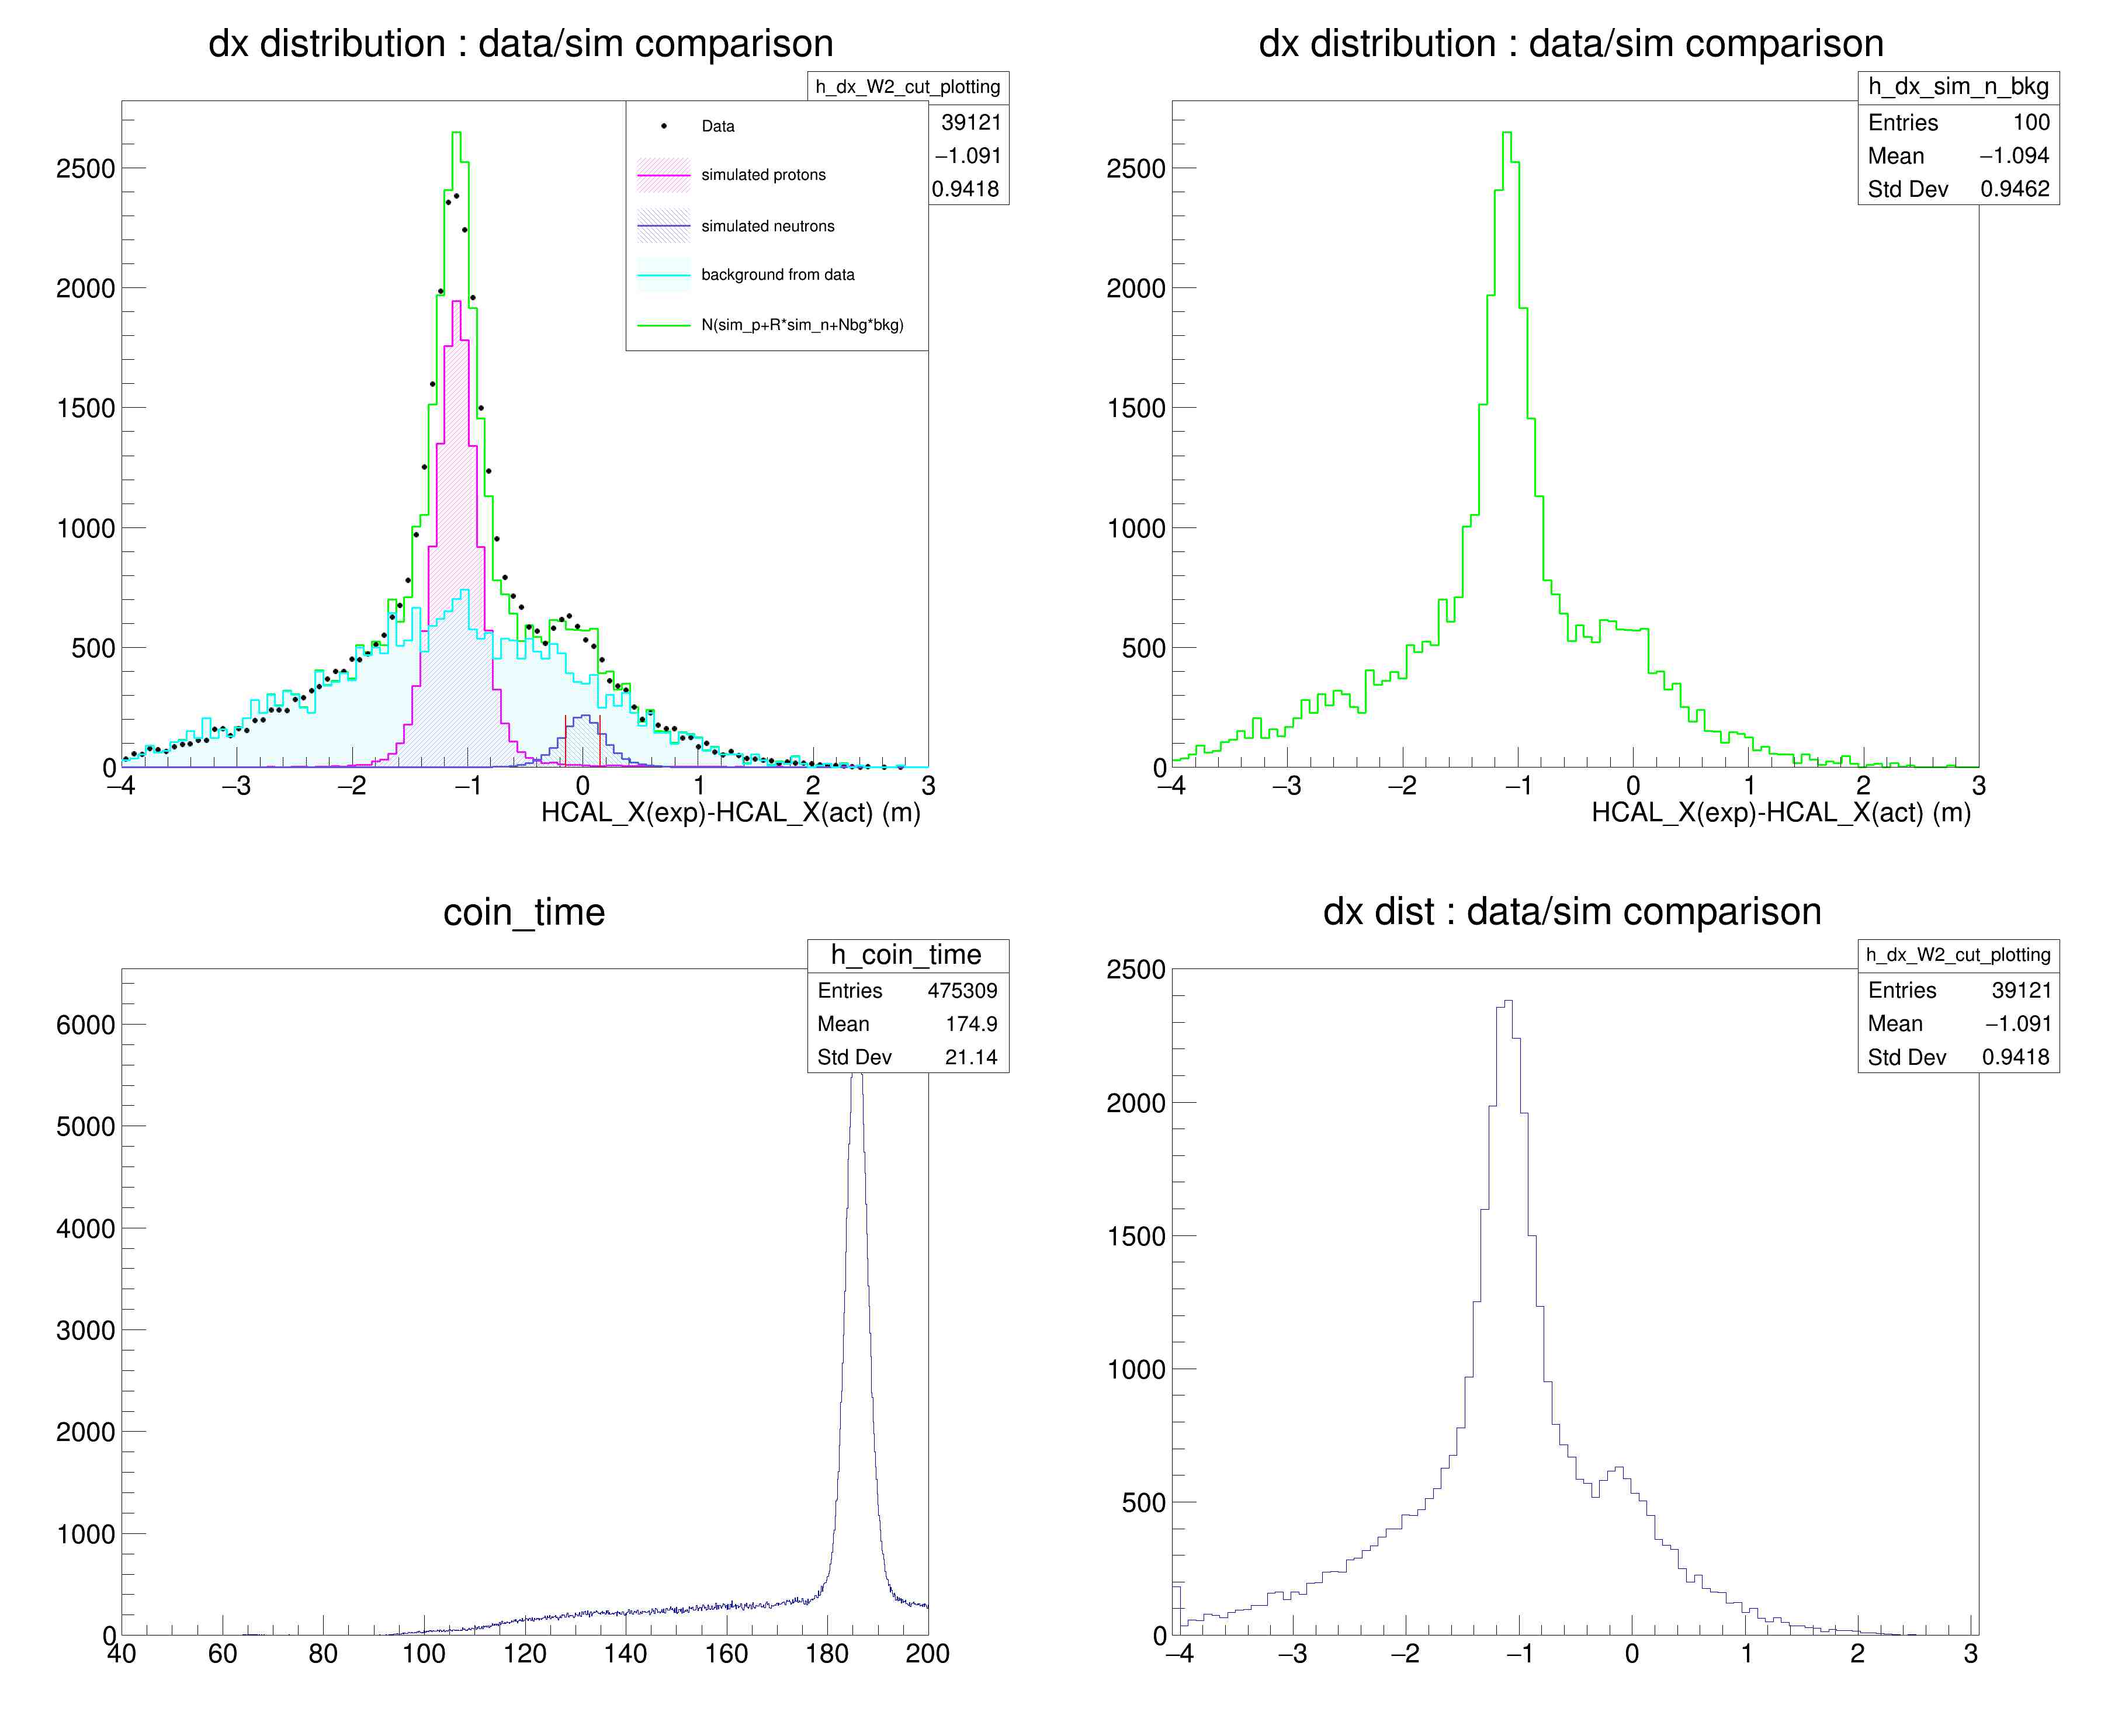 dx distribution : data/sim comparison
h_dx_W2_cut_plotting
39121
−1.091
0.9418
Data
simulated protons
simulated neutrons
background from data
N(sim_p+R*sim_n+Nbg*bkg)
2500
2000
1500
1000
500
0
−4 −3 −2 −1 0 1 2 3
HCAL_X(exp)-HCAL_X(act) (m)
dx distribution : data/sim comparison
h_dx_sim_n_bkg
Entries 100
Mean −1.094
Std Dev 0.9462
2500
2000
1500
1000
500
0
−4 −3 −2 −1 0 1 2 3
HCAL_X(exp)-HCAL_X(act) (m)
coin_time
h_coin_time
Entries 475309
Mean 174.9
Std Dev 21.14
6000
5000
4000
3000
2000
1000
0
40 60 80 100 120 140 160 180 200
dx dist : data/sim comparison
h_dx_W2_cut_plotting
Entries 39121
Mean −1.091
Std Dev 0.9418
2500
2000
1500
1000
500
0
−4 −3 −2 −1 0 1 2 3